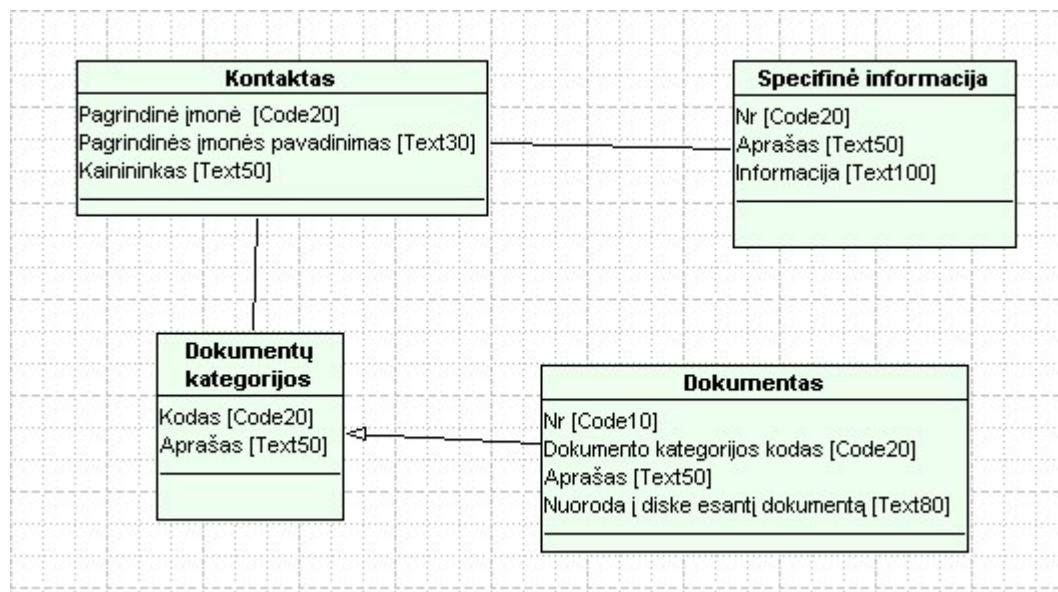 Kontaktas
Pagrindinė įmonė [Code20]
Pagrindinės įmonės pavadinimas [Text30]
Kainininkas [Text50]
Specifinė informacija
Nr [Code20]
Aprašas [Text50]
Informacija [Text100]
Dokumentų
kategorijos
Kodas [Code20]
Aprašas [Text50]
Dokumentas
Nr [Code10]
Dokumento kategorijos kodas [Code20]
Aprašas [Text50]
Nuoroda į diske esantį dokumentą [Text80]